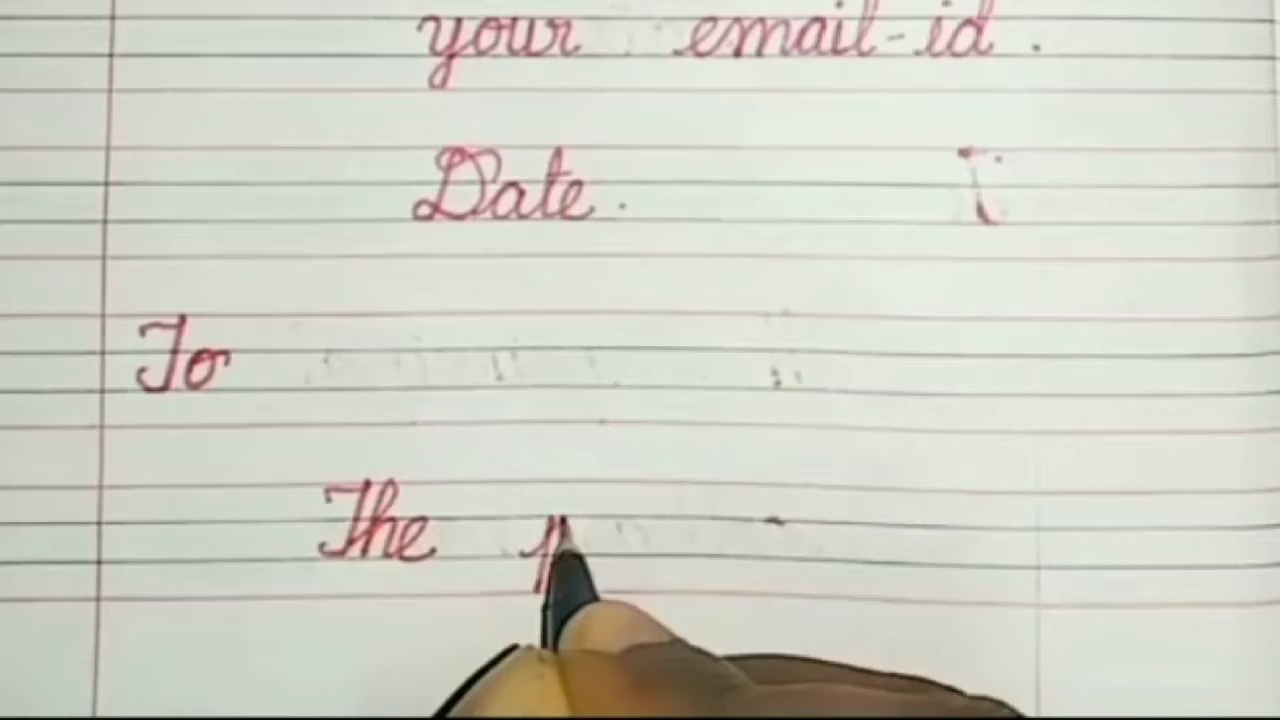 your email-id.
Date.
To
The p